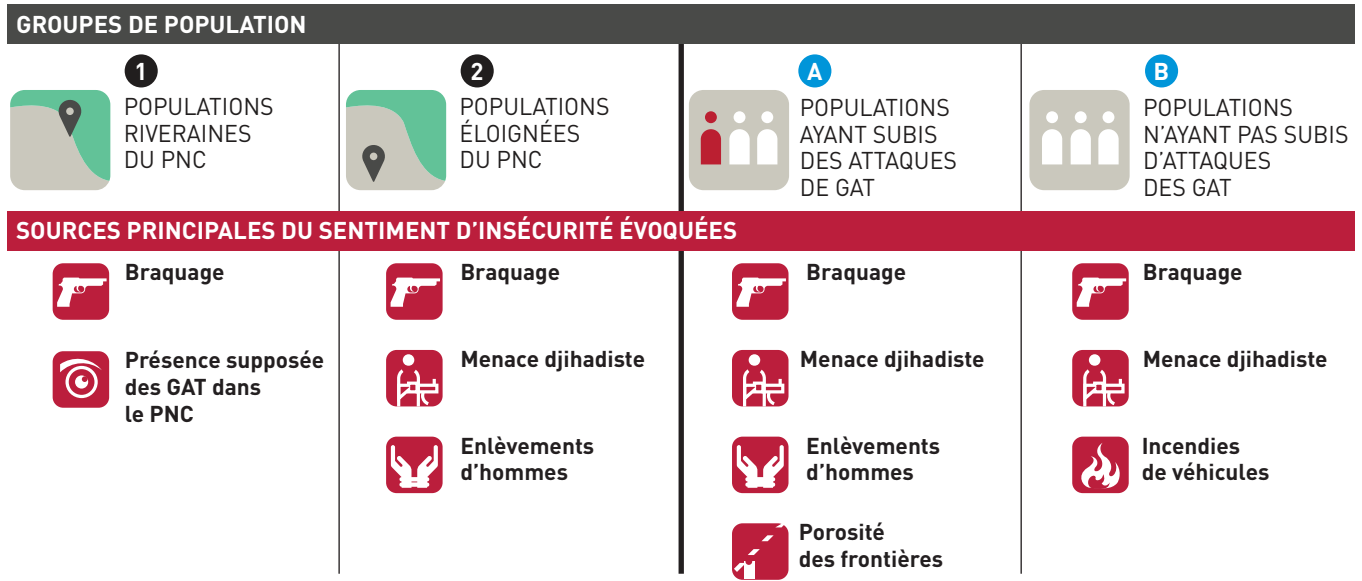 GROUPES DE POPULATION
1
POPULATIONS
RIVERAINES
DU PNC
2
POPULATIONS
ÉLOIGNÉES
DU PNC
A
POPULATIONS
AYANT SUBIS
DES ATTAQUES
DE GAT
B
POPULATIONS
N'AYANT PAS SUBIS
D'ATTAQUES
DES GAT
SOURCES PRINCIPALES DU SENTIMENT D'INSÉCURITÉ ÉVOQUÉES
Braquage
Présence supposée
des GAT dans
le PNC
Braquage
Menace djihadiste
Enlèvements
d'hommes
Braquage
Menace djihadiste
Enlèvements
d'hommes
Porosité
des frontières
Braquage
Menace djihadiste
Incendies
de véhicules